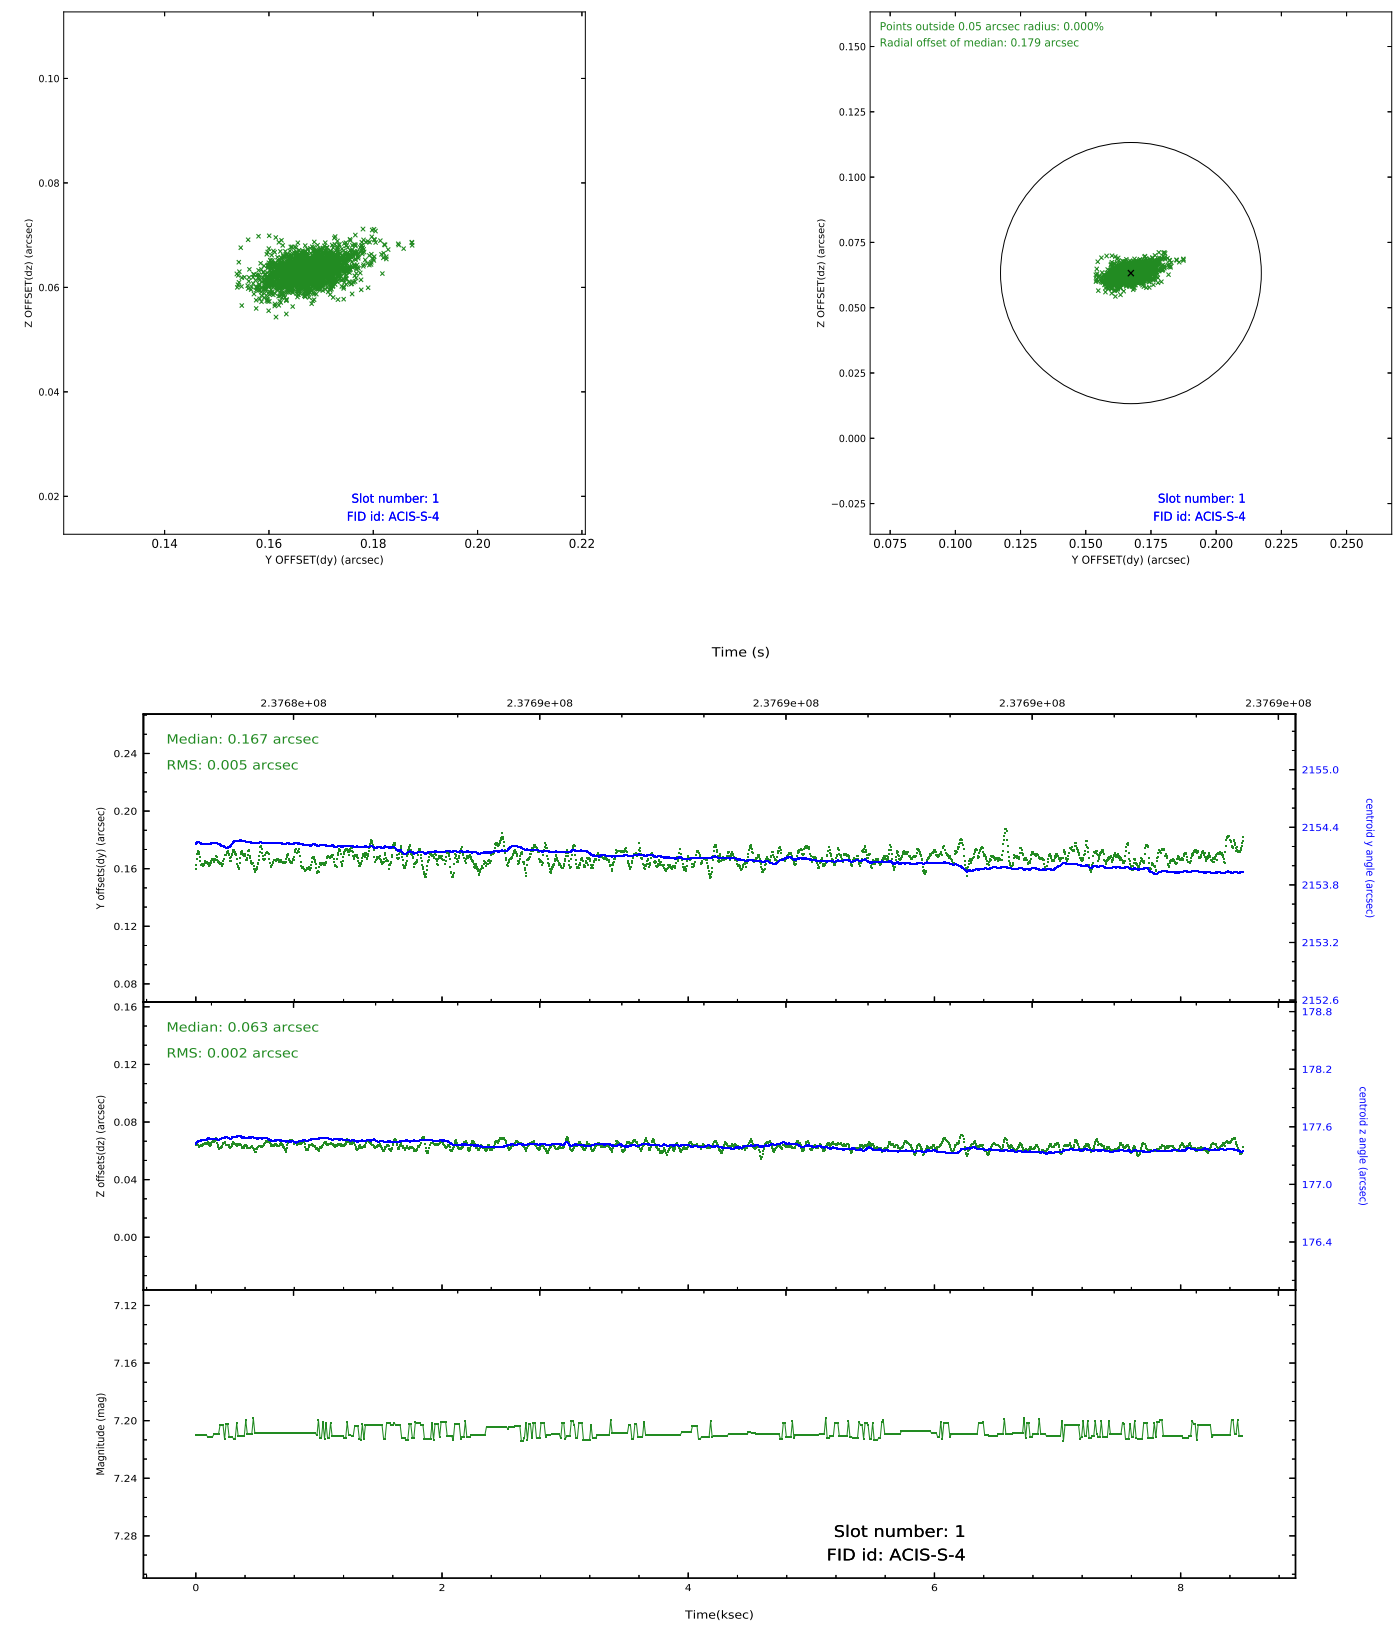 0.10
0.08
0.06
0.04
0.02
Z OFFSET(dz) (arcsec)
Slot number: 1
FID id: ACIS-S-4
0.14 0.16 0.18 0.20 0.22
Y OFFSET(dy) (arcsec)
Points outside 0.05 arcsec radius: 0.000%
Radial offset of median: 0.179 arcsec
0.150
0.125
0.100
0.075
0.050
0.025
0.000
−0.025
Z OFFSET(dz) (arcsec)
Slot number: 1
FID id: ACIS-S-4
0.075 0.100 0.125 0.150 0.175 0.200 0.225 0.250
Y OFFSET(dy) (arcsec)
Time (s)
2.3768e+08 2.3769e+08 2.3769e+08 2.3769e+08 2.3769e+08
Median: 0.167 arcsec
RMS: 0.005 arcsec
0.24
0.20
0.16
0.12
0.08
Y offsets(dy) (arcsec)
2155.0
2154.4
2153.8
2153.2
2152.6
centroid y angle (arcsec)
Median: 0.063 arcsec
RMS: 0.002 arcsec
0.16
0.12
0.08
0.04
0.00
Z offsets(dz) (arcsec)
178.8
178.2
177.6
177.0
176.4
centroid z angle (arcsec)
7.12
7.16
7.20
7.24
7.28
Magnitude (mag)
Slot number: 1
FID id: ACIS-S-4
0 2 4 6 8
Time(ksec)